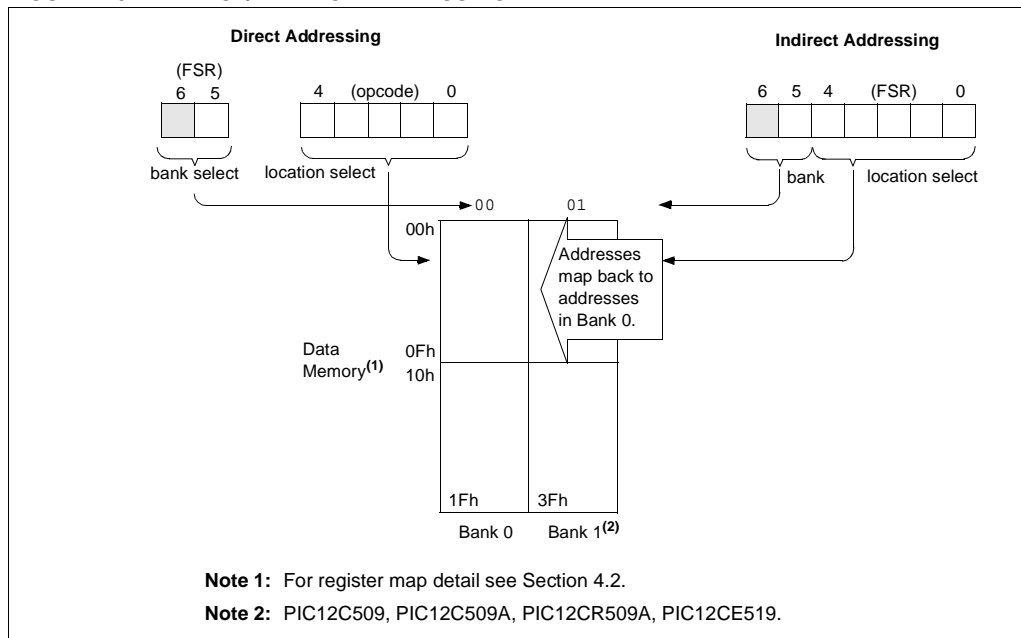 Direct Addressing
(FSR)
6 5
4 (opcode) 0
bank select
location select
Indirect Addressing
6 5 4 (FSR) 0
bank
location select
00
01
00h
Addresses
map back to
addresses
in Bank 0.
Data
Memory(1)
0Fh
10h
1Fh
3Fh
Bank 0
Bank 1(2)
Note 1: For register map detail see Section 4.2.
Note 2: PIC12C509, PIC12C509A, PIC12CR509A, PIC12CE519.